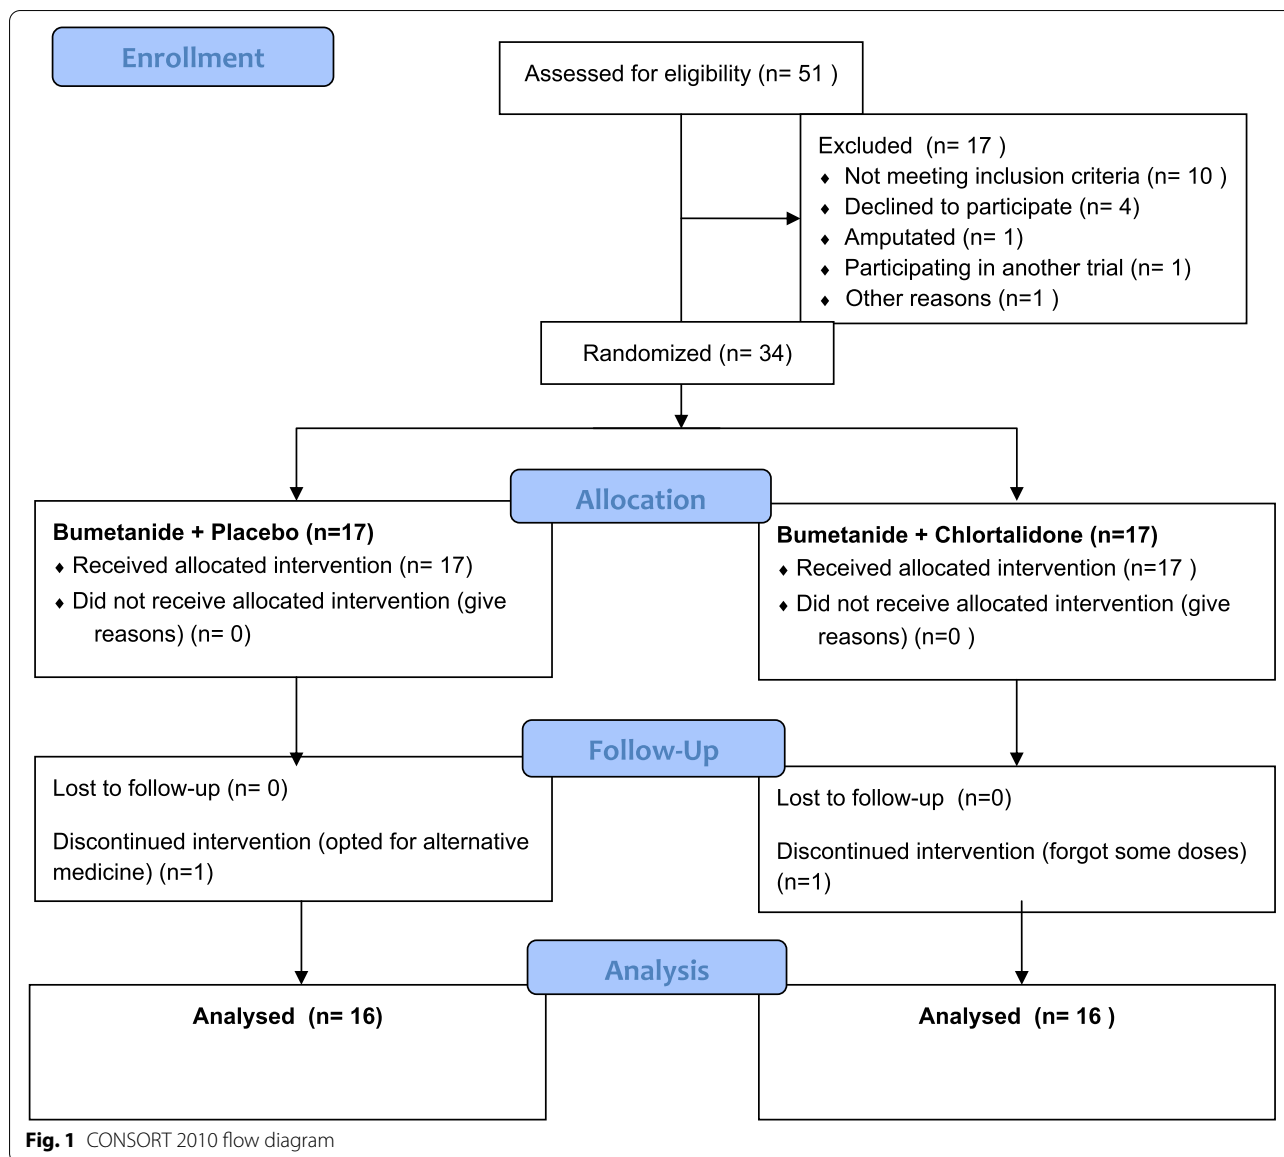 Enrollment
Assessed for eligibility (n= 51 )
Excluded (n= 17 )
♦ Not meeting inclusion criteria (n= 10 )
♦ Declined to participate (n= 4)
♦ Amputated (n= 1)
♦ Participating in another trial (n= 1)
♦ Other reasons (n=1 )
Randomized (n= 34)
Allocation
Bumetanide + Placebo (n=17)
♦ Received allocated intervention (n= 17)
♦ Did not receive allocated intervention (give
reasons) (n= 0)
Bumetanide + Chlortalidone (n=17)
♦ Received allocated intervention (n=17 )
♦ Did not receive allocated intervention (give
reasons) (n=0 )
Follow-Up
Lost to follow-up (n= 0)
Discontinued intervention (opted for alternative
medicine) (n=1)
Lost to follow-up (n=0)
Discontinued intervention (forgot some doses)
(n=1)
Analysis
Analysed (n= 16)
Analysed (n= 16 )
Fig. 1 CONSORT 2010 flow diagram